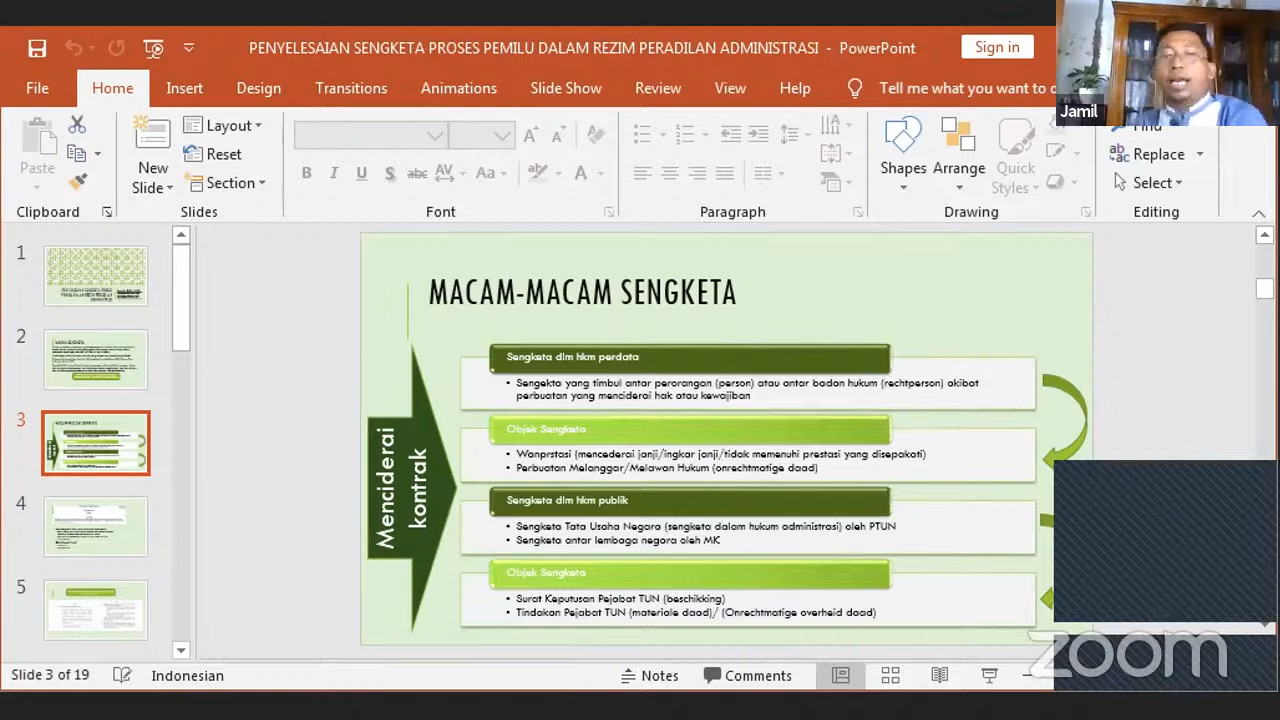 PENYELESAIAN SENGKETA PROSES PEMILU DALAM REZIM PERADILAN ADMINISTRASI - PowerPoint
Sign in
File Home Insert Design Transitions Animations Slide Show Review View Help Tell me what you want to
Jamil
Paste
New
Slide
Layout
Reset
Section
B I U S abc AV Aa A
Shapes
Arrange
Quick
Styles
Find
Replace
Select
Clipboard
Slides
Font
Paragraph
Drawing
Editing
1
2
3
4
5
MACAM-MACAM SENGKETA
Menciderai
kontrak
Sengketa dlm hkm perdata
• Sengekta yang timbul antar perorangan (person) atau antar badan hukum (rechtperson) akibat
perbuatan yang menciderai hak atau kewajiban
Objek Sengketa
• Wanprstasi (mencederai janji/ingkar janji/tidak memenuhi prestasi yang disepakati)
• Perbuatan Melanggar/Melawan Hukum (onrechtmatige daad)
Sengketa dlm hkm publik
• Sengketa Tata Usaha Negara (sengketa dalam hukum administrasi) oleh PTUN
• Sengketa antar lembaga negara oleh MK
Objek Sengketa
• Surat Keputusan Pejabat TUN (beschikking)
• Tindakan Pejabat TUN (materiale daad)/ (Onrechtmatige overheid daad)
Slide 3 of 19
Indonesian
Notes
Comments
zoom